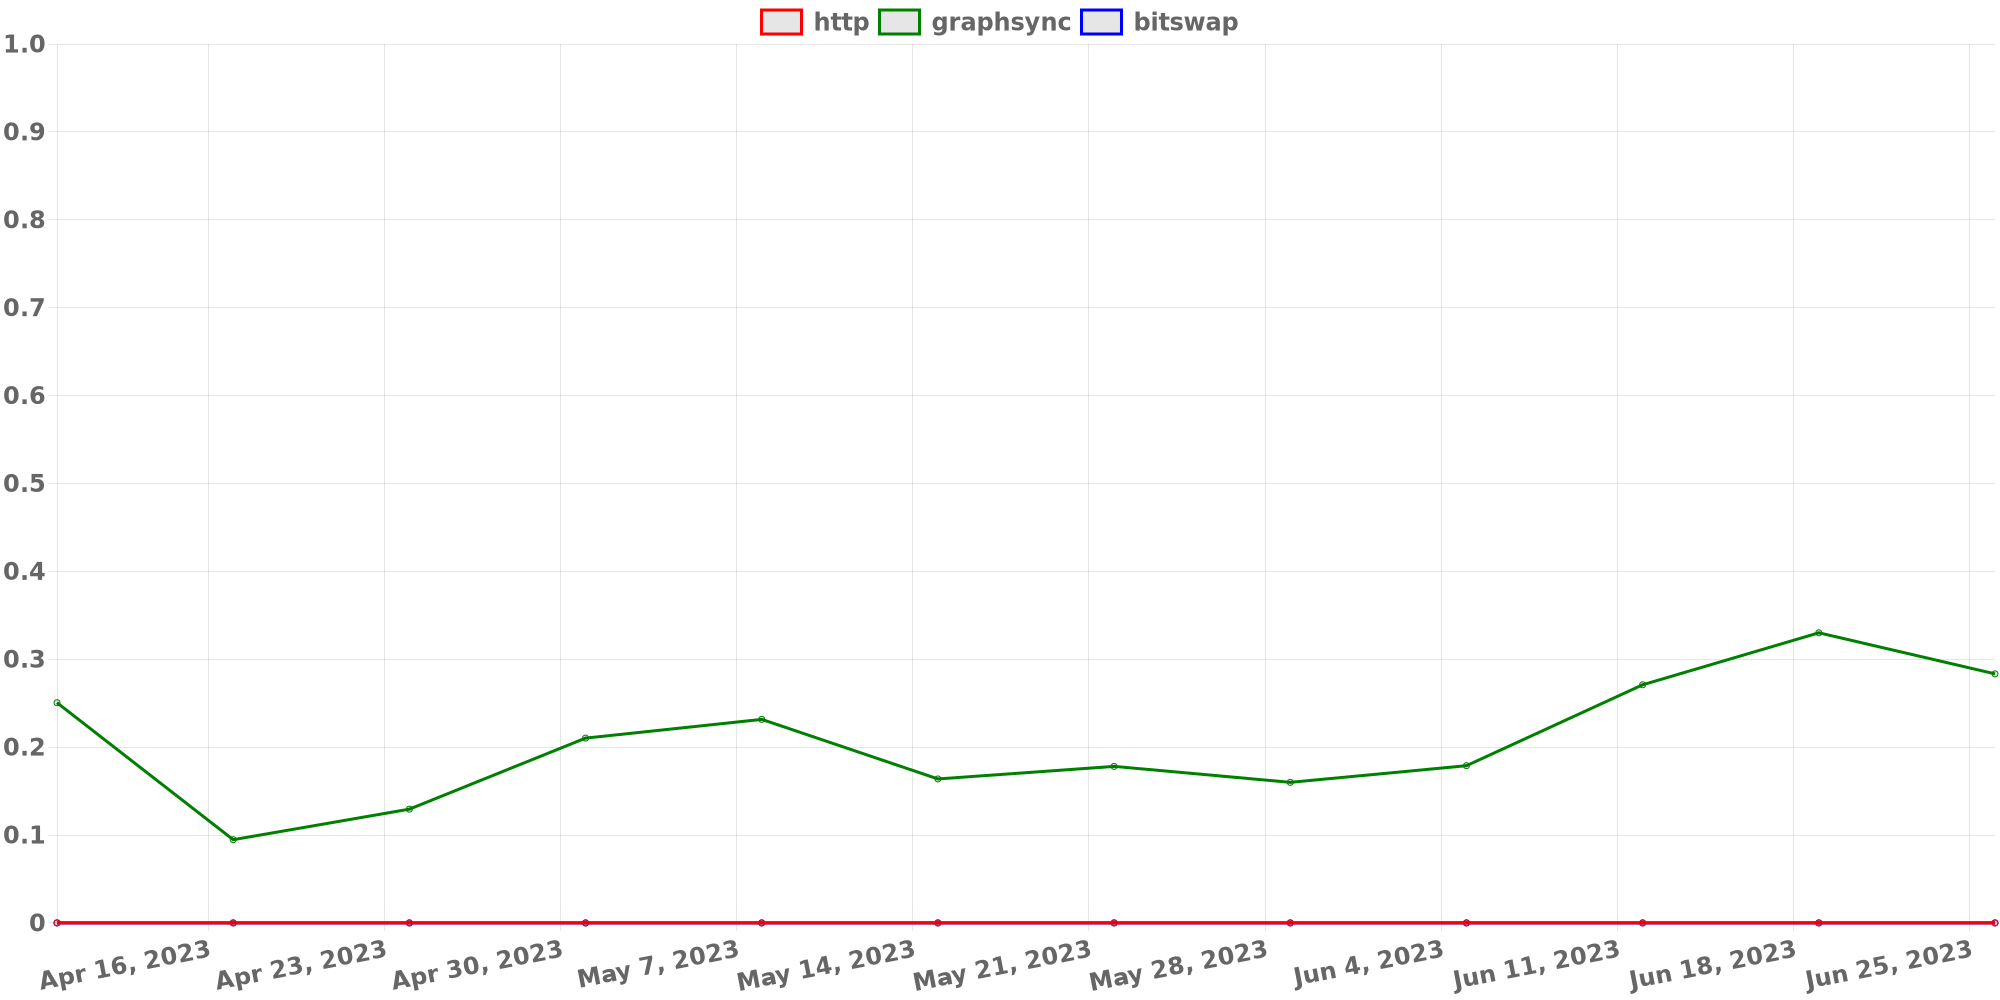 http graphsync bitswap
1.0
0.9
0.8
0.7
0.6
0.5
0.4
0.3
0.2
0.1
0
Apr 16, 2023
Apr 23, 2023
Apr 30, 2023
May 7, 2023
May 14, 2023
May 21, 2023
May 28, 2023
Jun 4, 2023
Jun 11, 2023
Jun 18, 2023
Jun 25, 2023